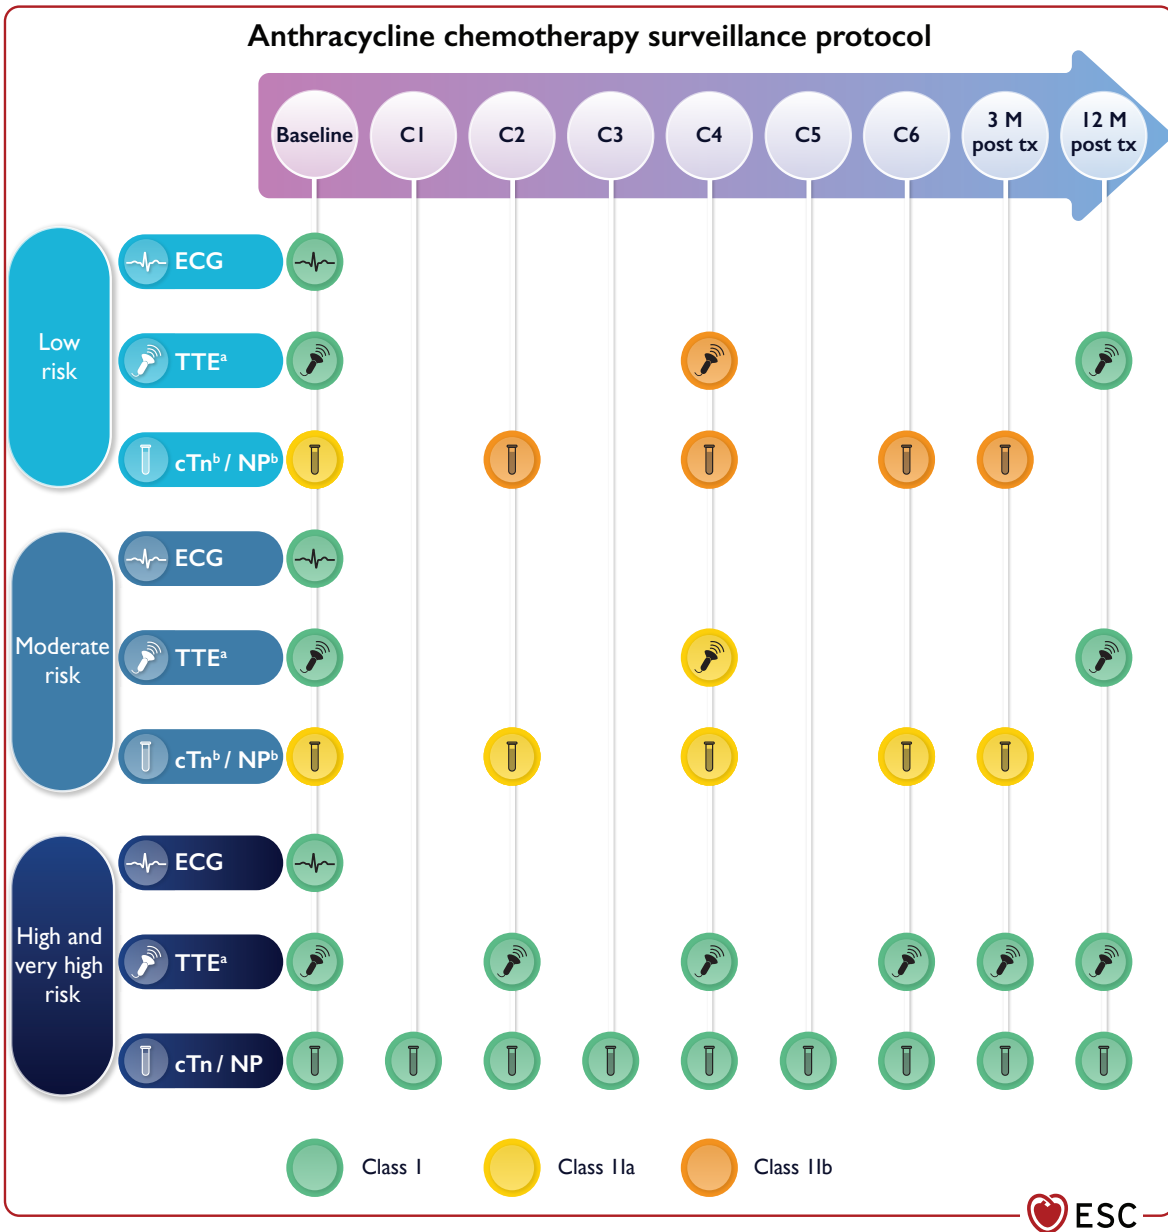 Anthracycline chemotherapy surveillance protocol
Baseline C1 C2 C3 C4 C5 C6 3 M post tx 12 M post tx
Low risk
ECG
TTEᵃ
cTnᵇ / NPᵇ
Moderate risk
ECG
TTEᵃ
cTnᵇ / NPᵇ
High and very high risk
ECG
TTEᵃ
cTn / NP
Class I Class IIa Class IIb
ESC